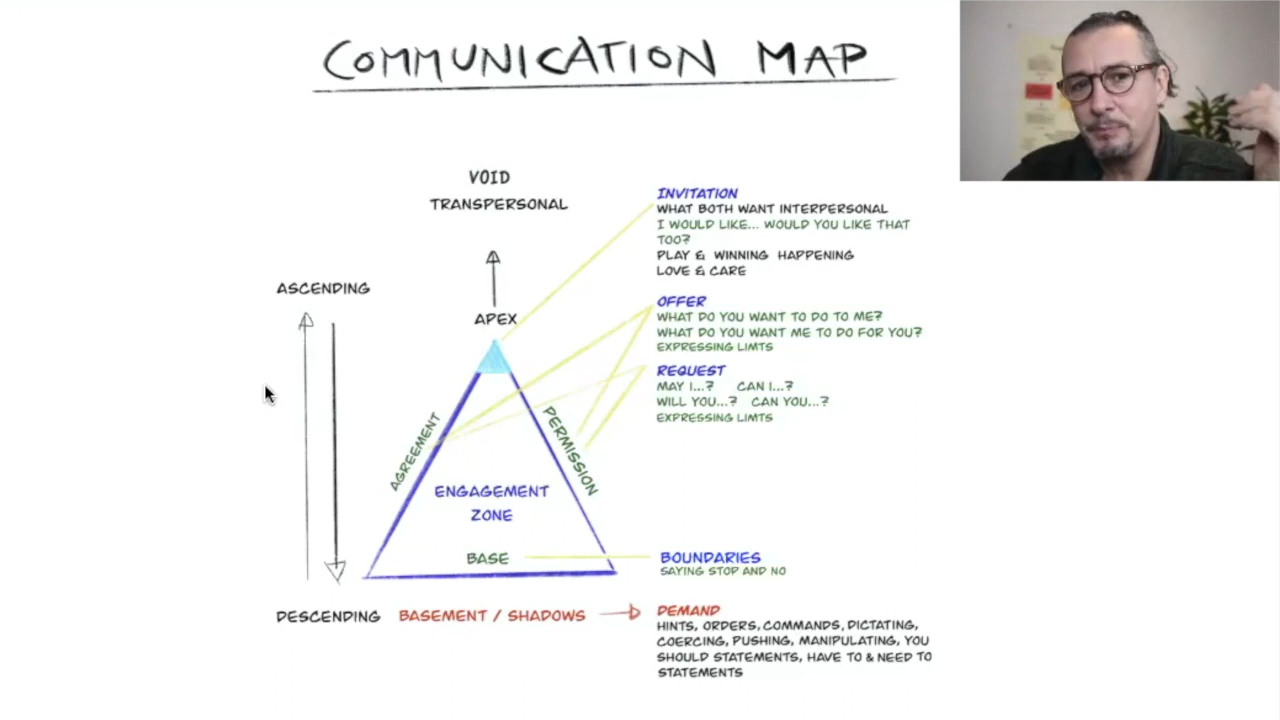 COMMUNICATION MAP
VOID
TRANSPERSONAL
ASCENDING
APEX
AGREEMENT
PERMISSION
ENGAGEMENT
ZONE
BASE
DESCENDING
BASEMENT / SHADOWS
INVITATION
WHAT BOTH WANT INTERPERSONAL
I WOULD LIKE... WOULD YOU LIKE THAT
TOO?
PLAY & WINNING HAPPENING
LOVE & CARE
OFFER
WHAT DO YOU WANT TO DO TO ME?
WHAT DO YOU WANT ME TO DO FOR YOU?
EXPRESSING LIMTS
REQUEST
MAY I...? CAN I...?
WILL YOU...? CAN YOU...?
EXPRESSING LIMTS
BOUNDARIES
SAYING STOP AND NO
DEMAND
HINTS, ORDERS, COMMANDS, DICTATING,
COERCING, PUSHING, MANIPULATING, YOU
SHOULD STATEMENTS, HAVE TO & NEED TO
STATEMENTS